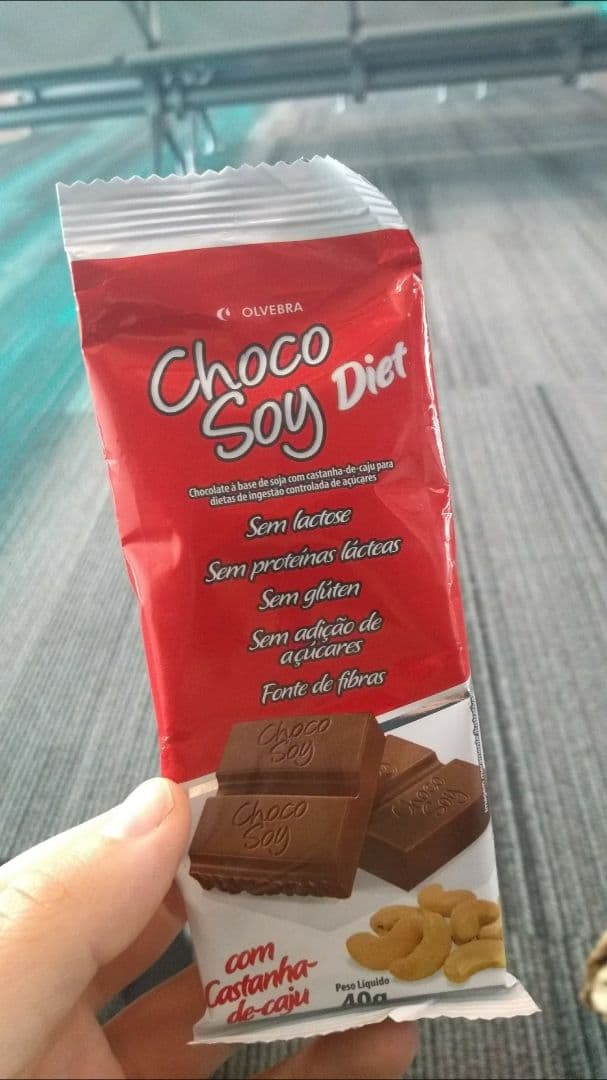 OLVEBRA
Choco
Soy Diet
Chocolate à base de soja com castanha-de-caju para
dietas de ingestão controlada de açúcares
Sem lactose
Sem proteínas lácteas
Sem glúten
Sem adição de
açúcares
Fonte de fibras
Choco
Soy
Choco
Soy
Choco
Soy
com
Castanha-
de-caju
Peso Líquido
40g